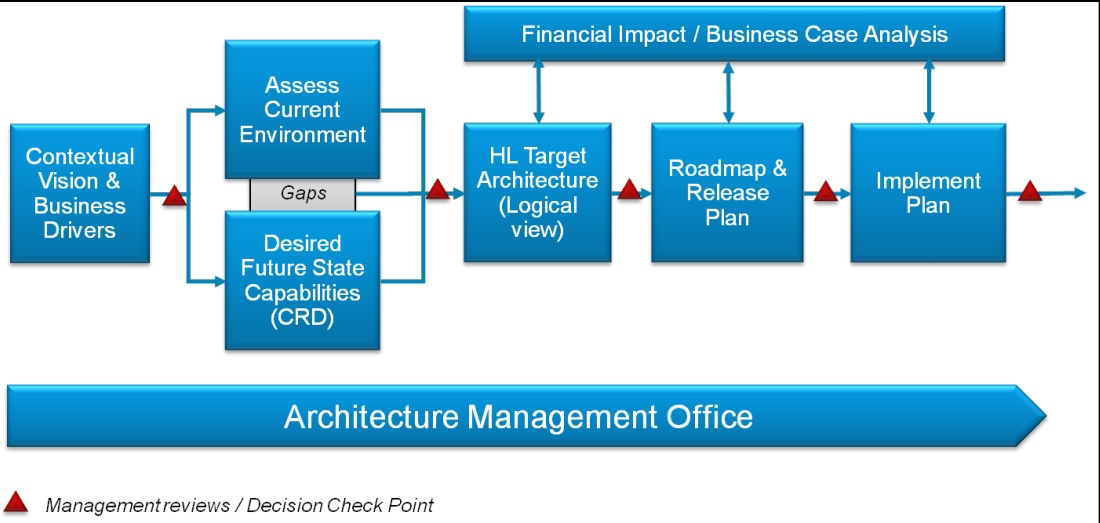 Financial Impact / Business Case Analysis
Contextual
Vision &
Business
Drivers
Assess
Current
Environment
Gaps
Desired
Future State
Capabilities
(CRD)
HL Target
Architecture
(Logical
view)
Roadmap &
Release
Plan
Implement
Plan
Architecture Management Office
Management reviews / Decision Check Point